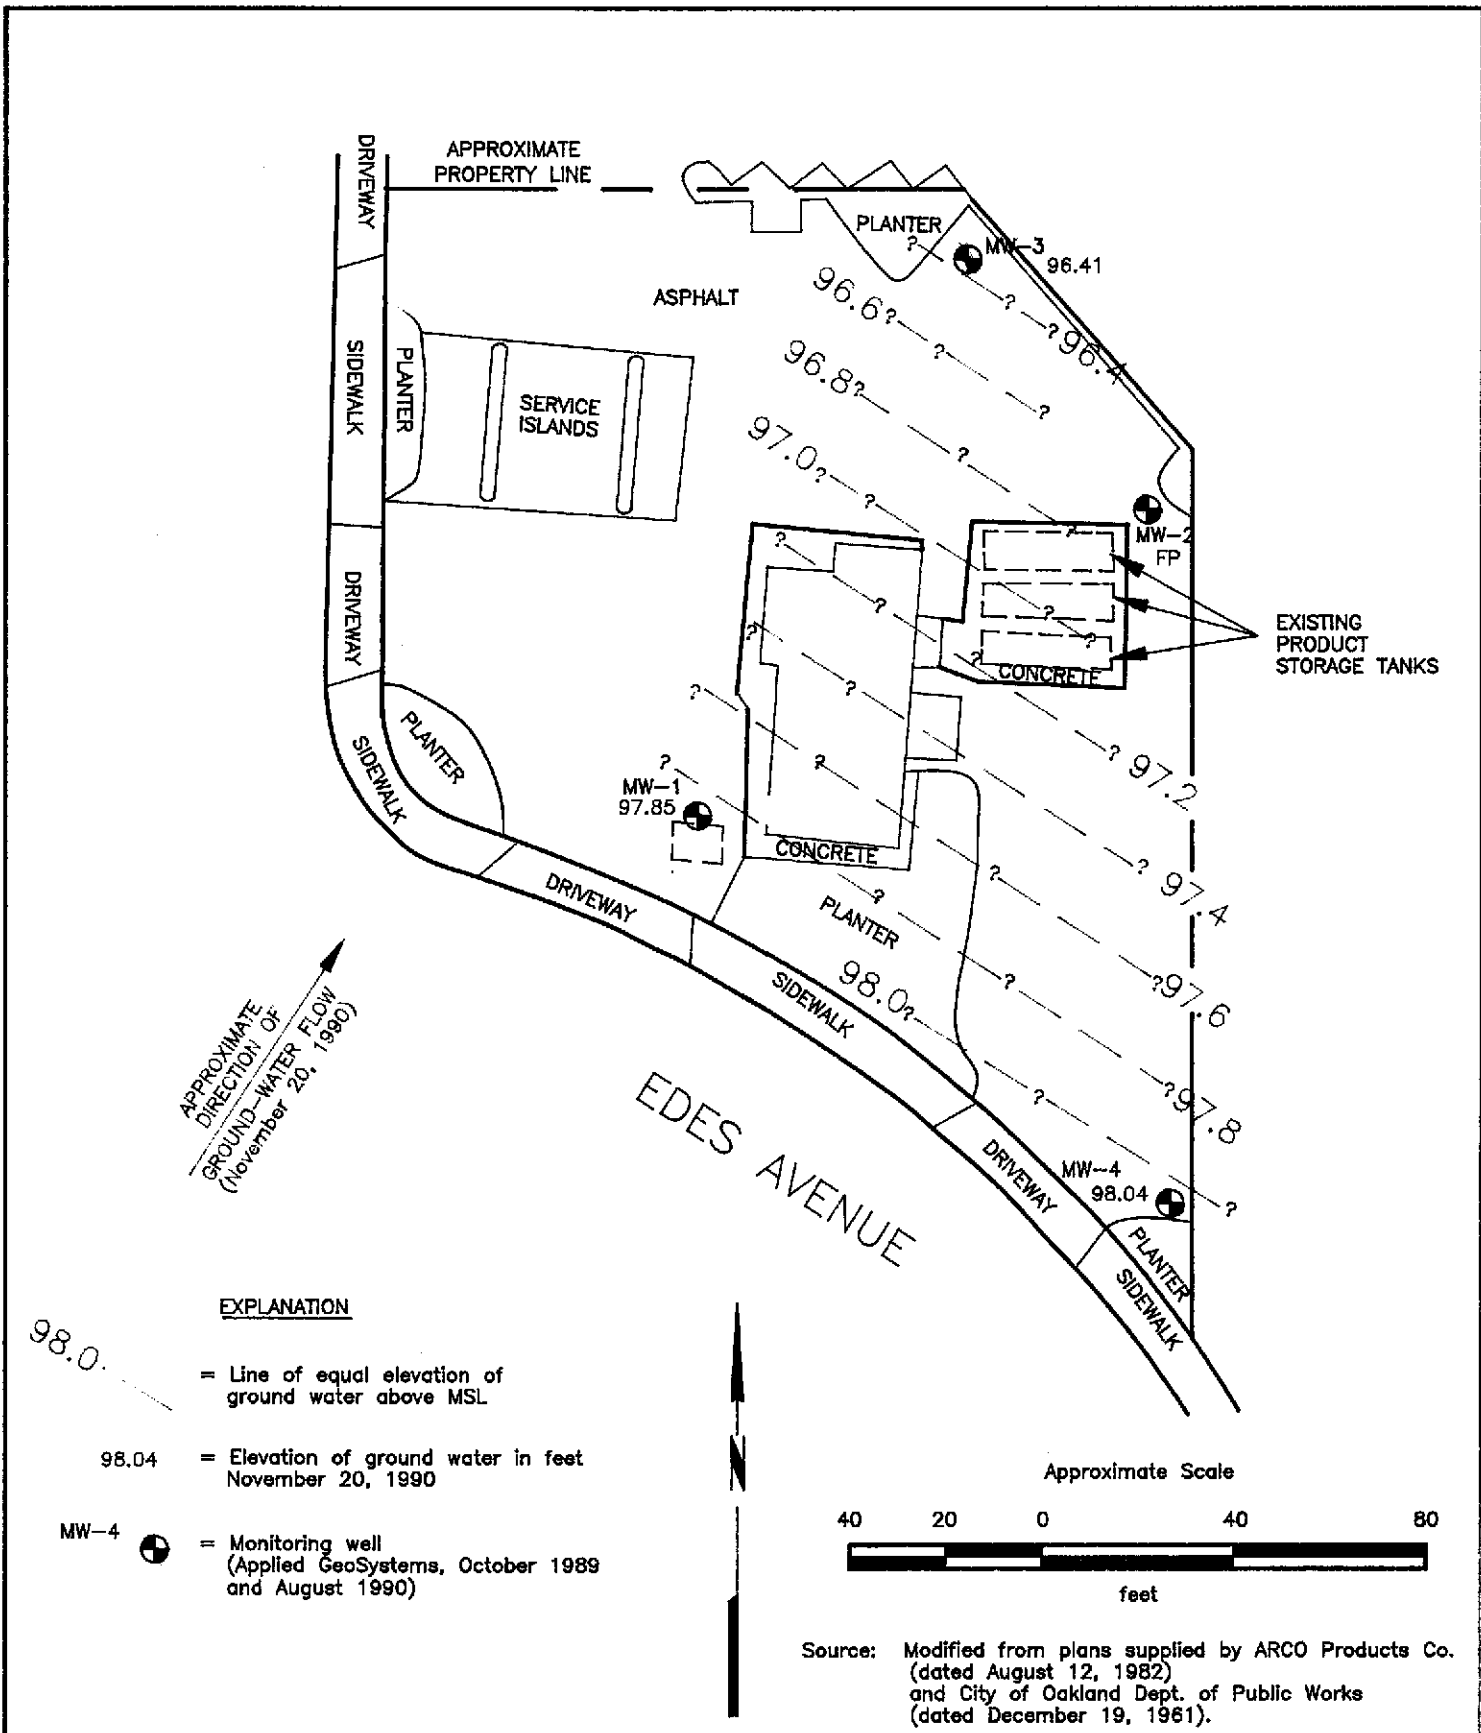 APPROXIMATE
PROPERTY LINE
DRIVEWAY
PLANTER
?
MW-3
96.41
ASPHALT
96.6
?
?
?
96.4
SIDEWALK
PLANTER
SERVICE
ISLANDS
96.8
?
?
?
97.0
?
?
?
?
MW-2
FP
?
DRIVEWAY
?
?
?
?
?
EXISTING
PRODUCT
STORAGE TANKS
CONCRETE
?
?
?
?
97.2
?
PLANTER
SIDEWALK
?
MW-1
97.85
CONCRETE
?
97.4
DRIVEWAY
?
?
PLANTER
98.0
?
?
?
97.6
SIDEWALK
?
?
97.8
APPROXIMATE
DIRECTION OF
GROUND-WATER FLOW
(November 20, 1990)
EDES AVENUE
DRIVEWAY
MW-4
98.04
?
PLANTER
SIDEWALK
EXPLANATION
98.0
= Line of equal elevation of
ground water above MSL
98.04 = Elevation of ground water in feet
November 20, 1990
MW-4 = Monitoring well
(Applied GeoSystems, October 1989
and August 1990)
N
Approximate Scale
40 20 0 40 80
feet
Source: Modified from plans supplied by ARCO Products Co.
(dated August 12, 1982)
and City of Oakland Dept. of Public Works
(dated December 19, 1961).